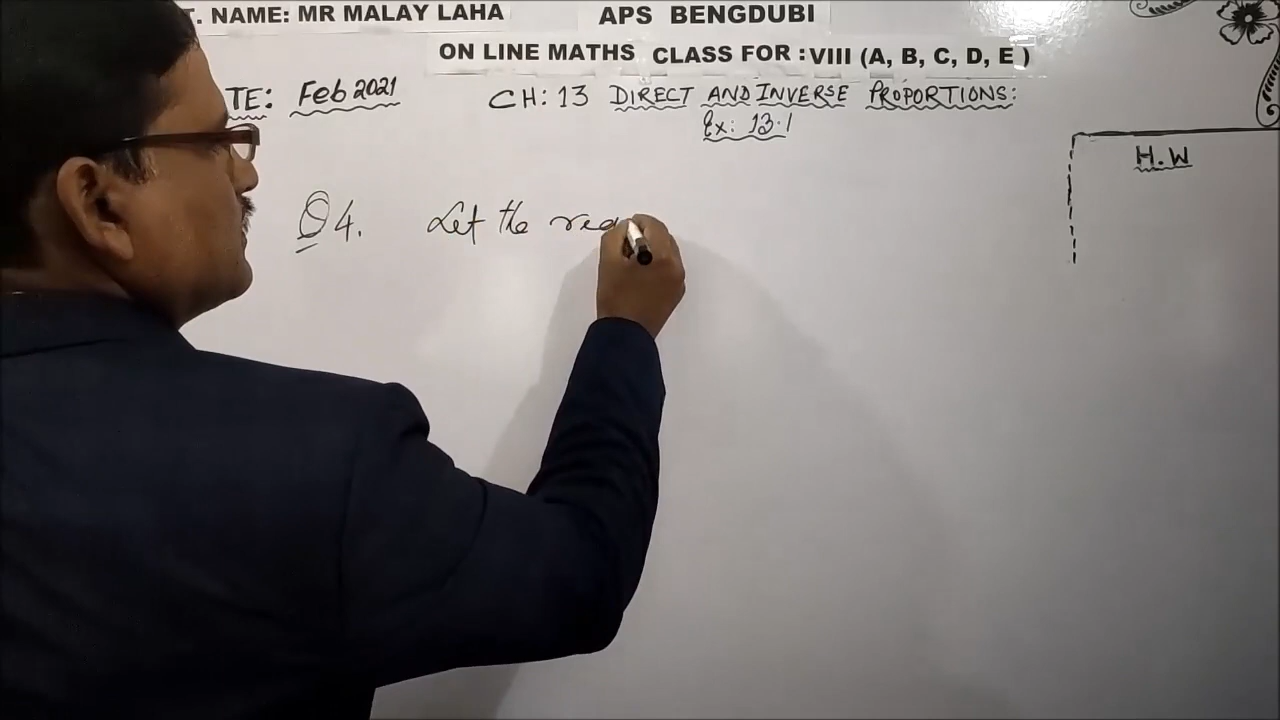 T. NAME: MR MALAY LAHA APS BENGDUBI
ON LINE MATHS CLASS FOR : VIII (A, B, C, D, E )
TE: Feb 2021 CH: 13 DIRECT AND INVERSE PROPORTIONS:
Ex: 13.1
H.W
Q4. Let the req